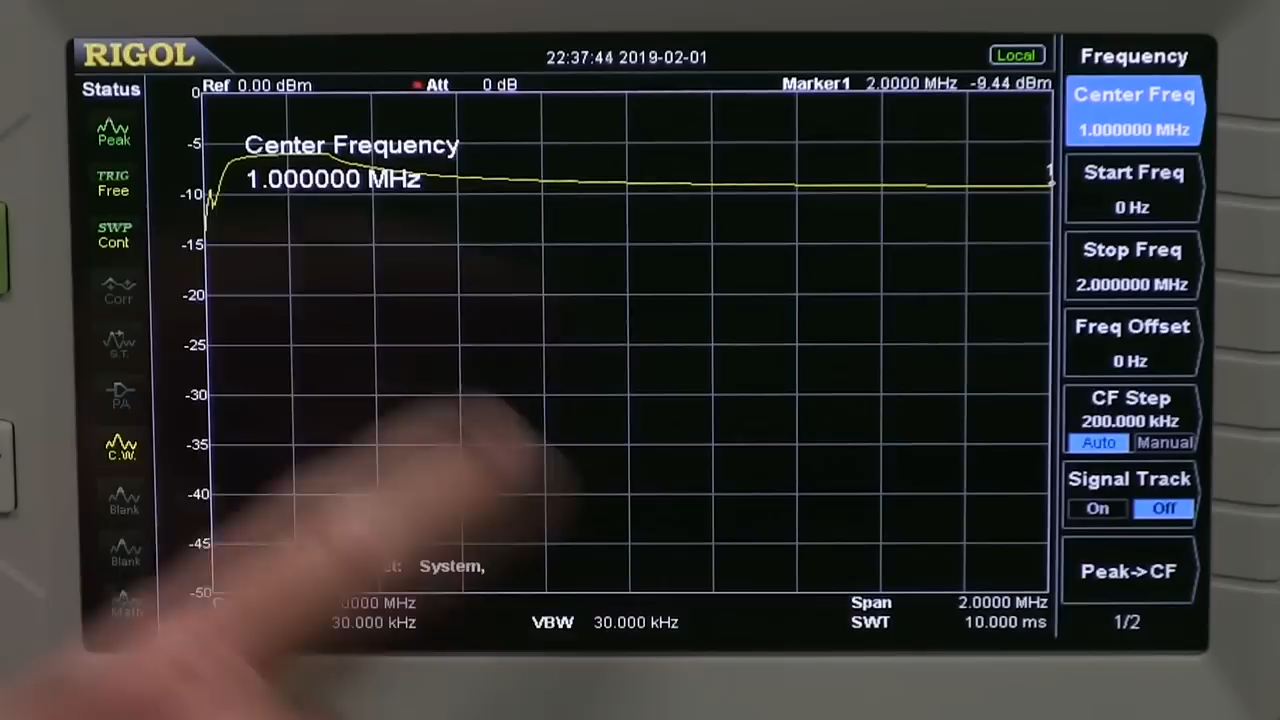 RIGOL
22:37:44 2019-02-01
Local
Status
Ref 0.00 dBm Att 0 dB Marker1 2.0000 MHz -9.44 dBm
Center Frequency
1.000000 MHz
1
0
-5
-10
-15
-20
-25
-30
-35
-40
-45
-50
Peak
TRIG
Free
SWP
Cont
Corr
S.T.
PA
C.W.
Blank
Blank
Math
System,
MHz
30.000 kHz
VBW 30.000 kHz
Span 2.0000 MHz
SWT 10.000 ms
Frequency
Center Freq
1.000000 MHz
Start Freq
0 Hz
Stop Freq
2.000000 MHz
Freq Offset
0 Hz
CF Step
200.000 kHz
Auto Manual
Signal Track
On Off
Peak->CF
1/2